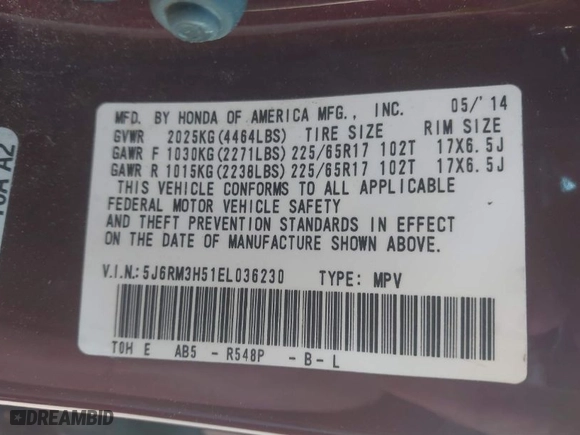 MFD. BY HONDA OF AMERICA MFG., INC. 05/'14
GVWR 2025KG(4464LBS) TIRE SIZE RIM SIZE
GAWR F 1030KG(2271LBS) 225/65R17 102T 17X6.5J
GAWR R 1015KG(2238LBS) 225/65R17 102T 17X6.5J
THIS VEHICLE CONFORMS TO ALL APPLICABLE
FEDERAL MOTOR VEHICLE SAFETY
AND THEFT PREVENTION STANDARDS IN EFFECT
ON THE DATE OF MANUFACTURE SHOWN ABOVE.
V.I.N.: 5J6RM3H51EL036230 TYPE: MPV
TOH E AB5 - R548P - B - L
A2
DREAMBID